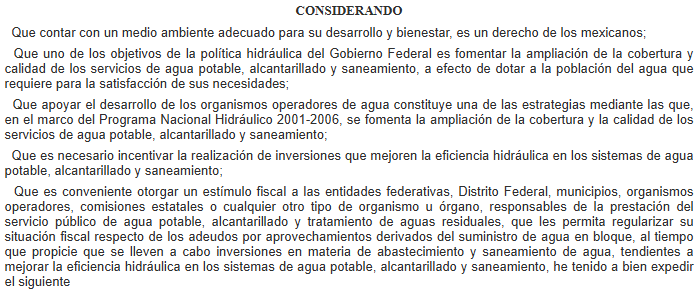 CONSIDERANDO
Que contar con un medio ambiente adecuado para su desarrollo y bienestar, es un derecho de los mexicanos;
Que uno de los objetivos de la política hidráulica del Gobierno Federal es fomentar la ampliación de la cobertura y
calidad de los servicios de agua potable, alcantarillado y saneamiento, a efecto de dotar a la población del agua que
requiere para la satisfacción de sus necesidades;
Que apoyar el desarrollo de los organismos operadores de agua constituye una de las estrategias mediante las que,
en el marco del Programa Nacional Hidráulico 2001-2006, se fomenta la ampliación de la cobertura y la calidad de los
servicios de agua potable, alcantarillado y saneamiento;
Que es necesario incentivar la realización de inversiones que mejoren la eficiencia hidráulica en los sistemas de agua
potable, alcantarillado y saneamiento;
Que es conveniente otorgar un estímulo fiscal a las entidades federativas, Distrito Federal, municipios, organismos
operadores, comisiones estatales o cualquier otro tipo de organismo u órgano, responsables de la prestación del
servicio público de agua potable, alcantarillado y tratamiento de aguas residuales, que les permita regularizar su
situación fiscal respecto de los adeudos por aprovechamientos derivados del suministro de agua en bloque, al tiempo
que propicie que se lleven a cabo inversiones en materia de abastecimiento y saneamiento de agua, tendientes a
mejorar la eficiencia hidráulica en los sistemas de agua potable, alcantarillado y saneamiento, he tenido a bien expedir
el siguiente